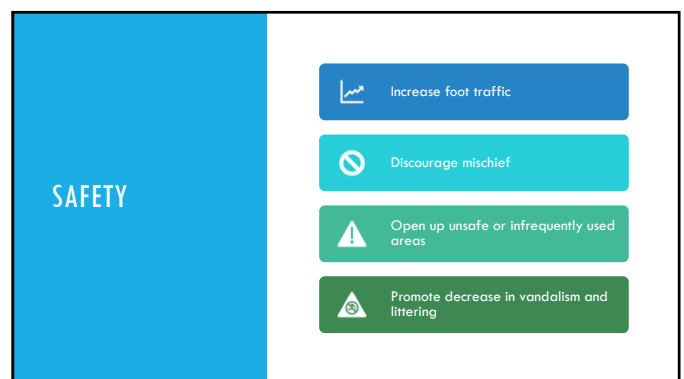 SAFETY
Increase foot traffic
Discourage mischief
Open up unsafe or infrequently used
areas
Promote decrease in vandalism and
littering